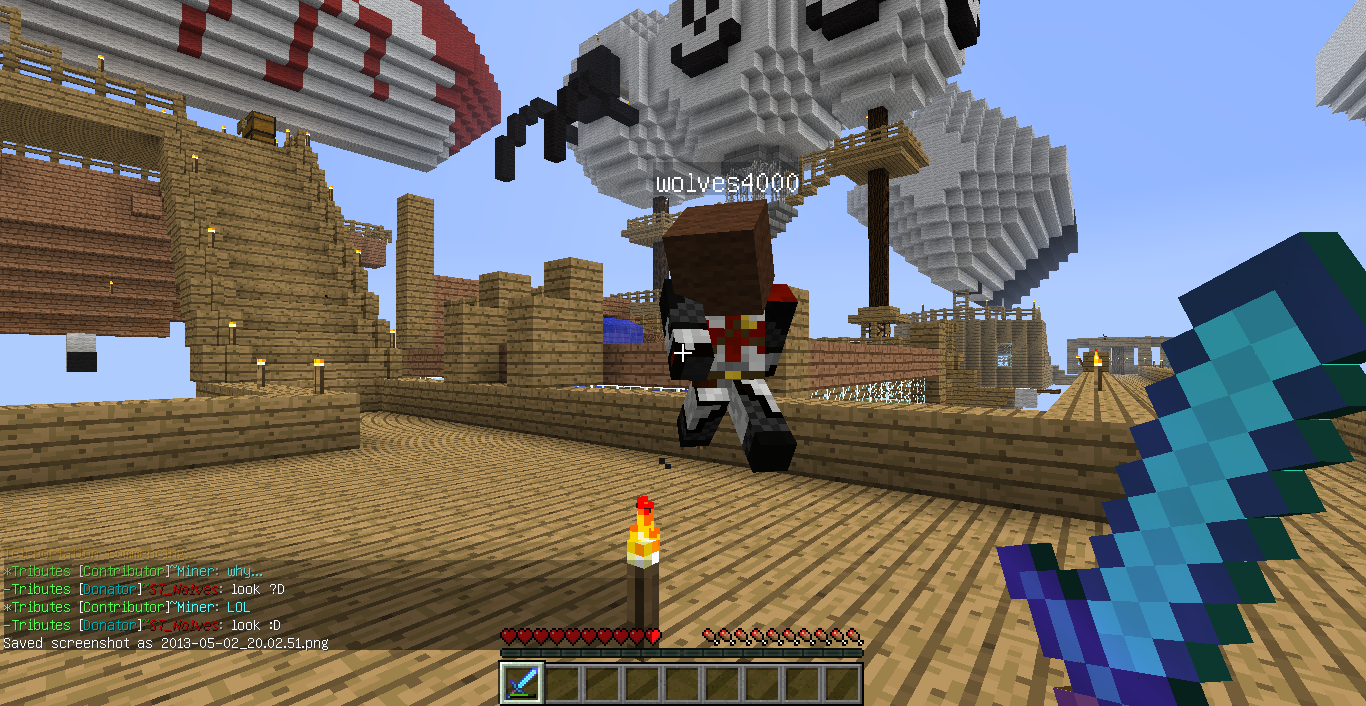 wolves4000
*Tributes [Contributor]~Miner: why...
-Tributes [Donator]~ST_Wolves: look ?D
*Tributes [Contributor]~Miner: LOL
-Tributes [Donator]~ST_Wolves: look :D
Saved screenshot as 2013-05-02_20.02.51.png